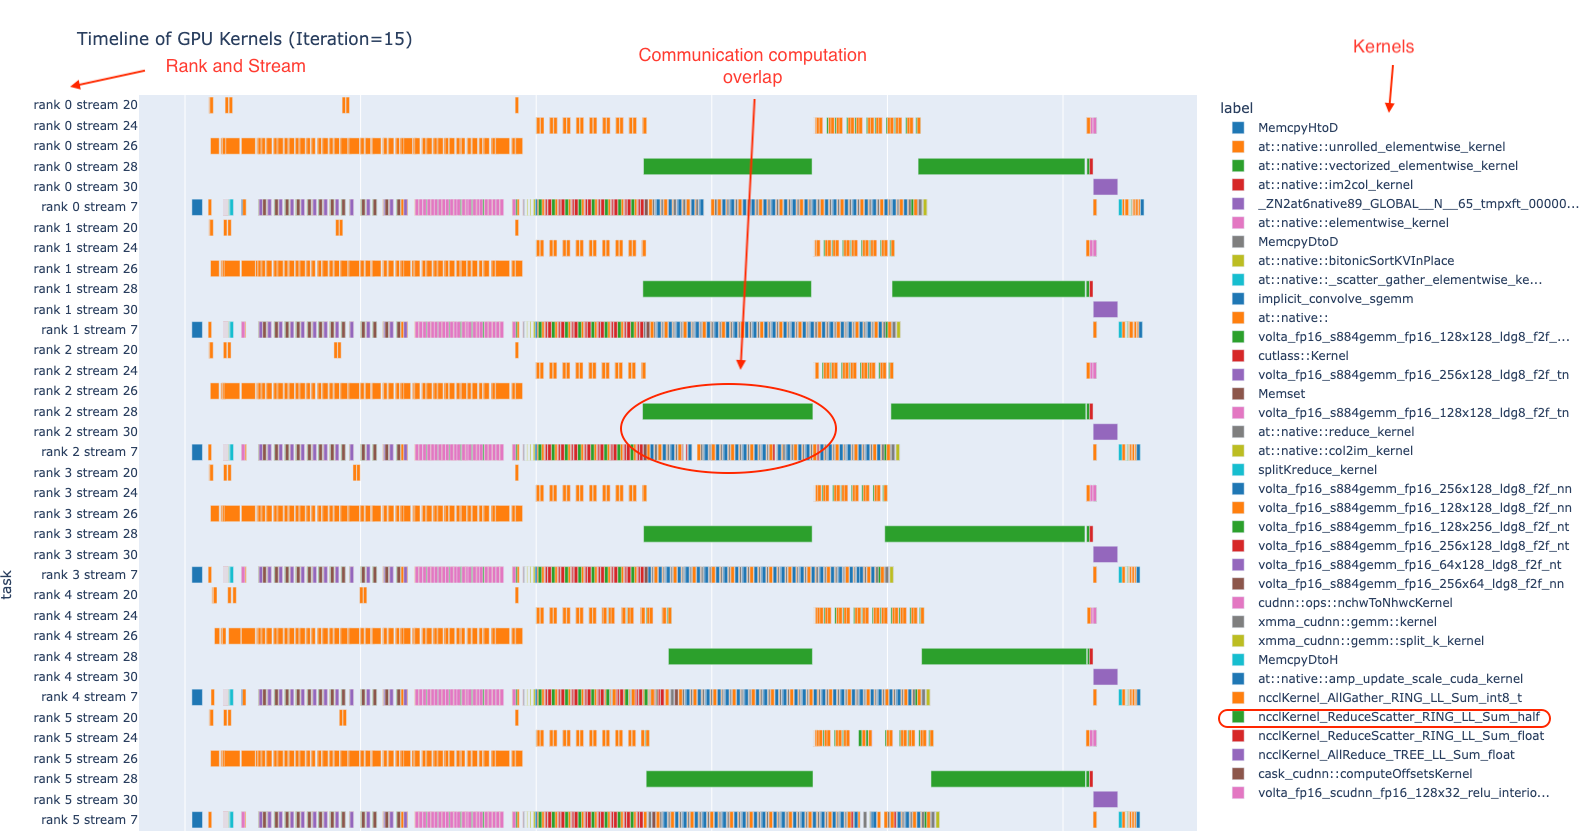 Timeline of GPU Kernels (Iteration=15)
Rank and Stream
Communication computation
overlap
Kernels
rank 0 stream 20
rank 0 stream 24
rank 0 stream 26
rank 0 stream 28
rank 0 stream 30
rank 0 stream 7
rank 1 stream 20
rank 1 stream 24
rank 1 stream 26
rank 1 stream 28
rank 1 stream 30
rank 1 stream 7
rank 2 stream 20
rank 2 stream 24
rank 2 stream 26
rank 2 stream 28
rank 2 stream 30
rank 2 stream 7
rank 3 stream 20
rank 3 stream 24
rank 3 stream 26
rank 3 stream 28
rank 3 stream 30
rank 3 stream 7
rank 4 stream 20
rank 4 stream 24
rank 4 stream 26
rank 4 stream 28
rank 4 stream 30
rank 4 stream 7
rank 5 stream 20
rank 5 stream 24
rank 5 stream 26
rank 5 stream 28
rank 5 stream 30
rank 5 stream 7
task
label
MemcpyHtoD
at::native::unrolled_elementwise_kernel
at::native::vectorized_elementwise_kernel
at::native::im2col_kernel
_ZN2at6native89_GLOBAL__N__65_tmpxft_00000...
at::native::elementwise_kernel
MemcpyDtoD
at::native::bitonicSortKVInPlace
at::native::_scatter_gather_elementwise_ke...
implicit_convolve_sgemm
at::native::
volta_fp16_s884gemm_fp16_128x128_ldg8_f2f_...
cutlass::Kernel
volta_fp16_s884gemm_fp16_256x128_ldg8_f2f_tn
Memset
volta_fp16_s884gemm_fp16_128x128_ldg8_f2f_tn
at::native::reduce_kernel
at::native::col2im_kernel
splitKreduce_kernel
volta_fp16_s884gemm_fp16_256x128_ldg8_f2f_nn
volta_fp16_s884gemm_fp16_128x128_ldg8_f2f_nn
volta_fp16_s884gemm_fp16_128x256_ldg8_f2f_nt
volta_fp16_s884gemm_fp16_256x128_ldg8_f2f_nt
volta_fp16_s884gemm_fp16_64x128_ldg8_f2f_nt
volta_fp16_s884gemm_fp16_256x64_ldg8_f2f_nn
cudnn::ops::nchwToNhwcKernel
xmma_cudnn::gemm::kernel
xmma_cudnn::gemm::split_k_kernel
MemcpyDtoH
at::native::amp_update_scale_cuda_kernel
ncclKernel_AllGather_RING_LL_Sum_int8_t
ncclKernel_ReduceScatter_RING_LL_Sum_half
ncclKernel_ReduceScatter_RING_LL_Sum_float
ncclKernel_AllReduce_TREE_LL_Sum_float
cask_cudnn::computeOffsetsKernel
volta_fp16_scudnn_fp16_128x32_relu_interio...